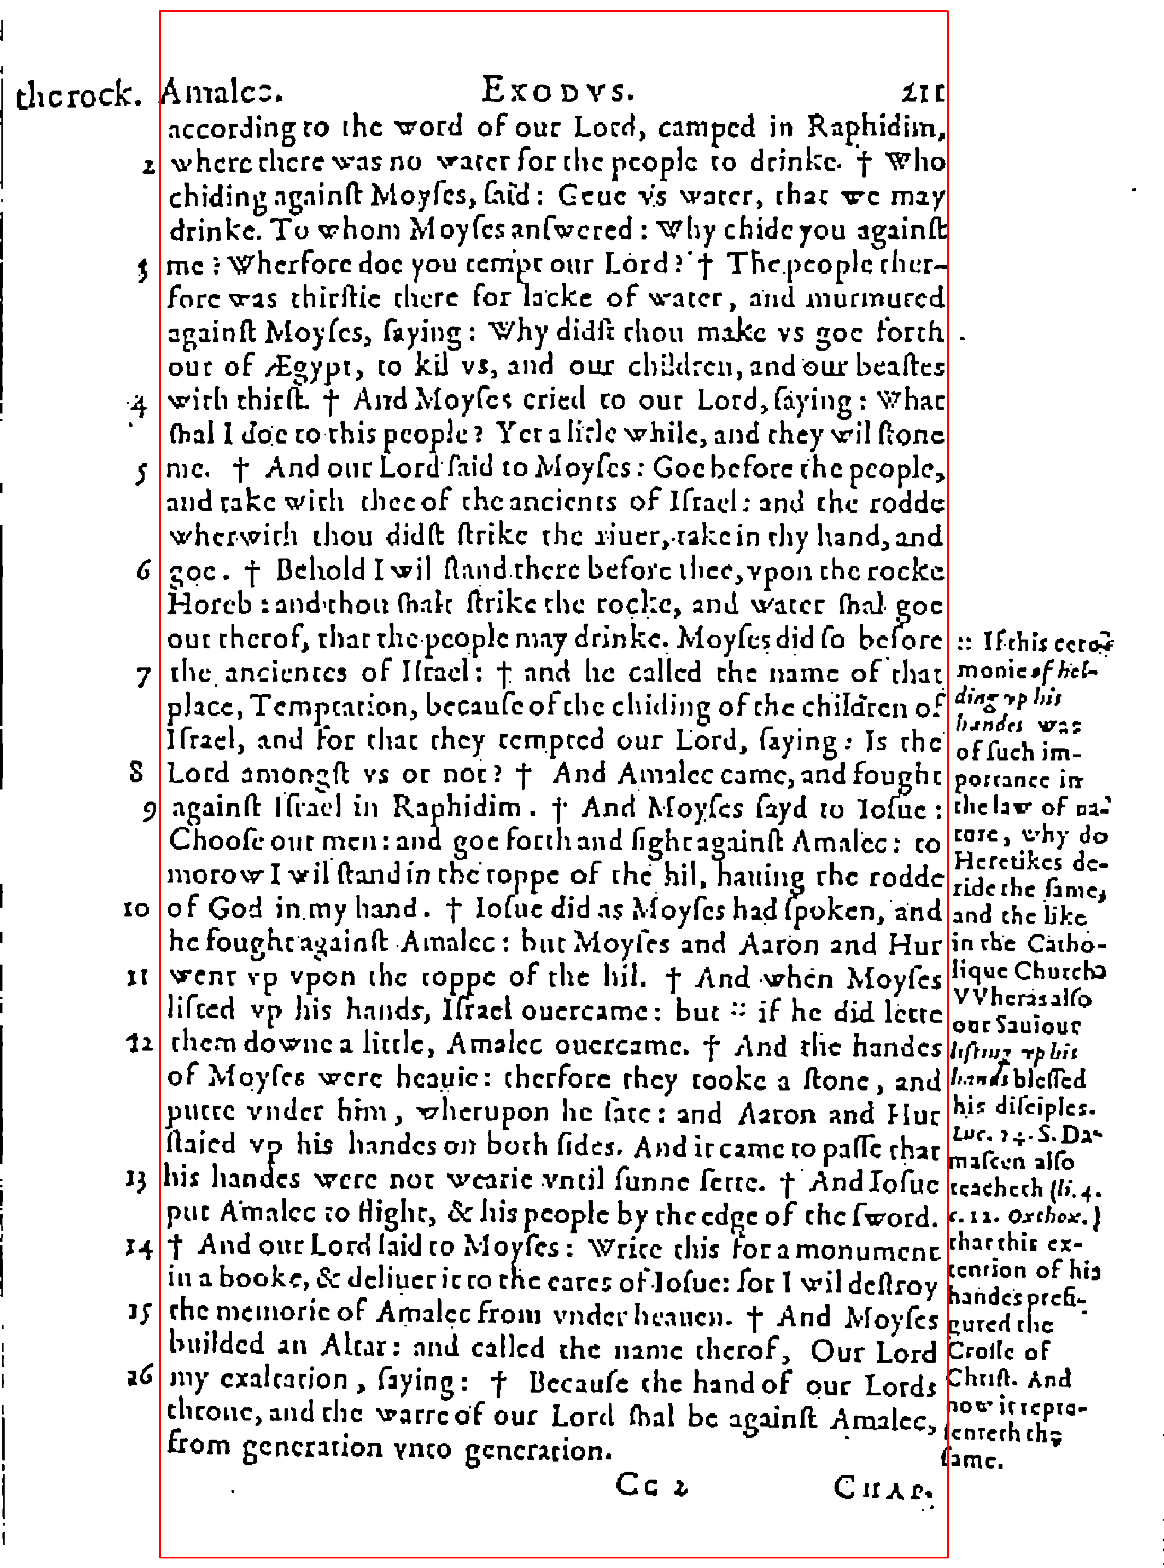 the rock. Amalec. EXODVS. 211
according to the word of our Lord, camped in Raphidim,
2 where there was no water for the people to drinke. † Who
chiding against Moyses, said: Geue vs water, that we may
drinke. To whom Moyses answered: Why chide you against
3 me? Wherfore doe you tempt our Lord? † The people ther-
fore was thirstie there for lacke of water, and murmured
against Moyses, saying: Why didst thou make vs goe forth
out of Ægypt, to kil vs, and our children, and our beastes
4 with thirst. † And Moyses cried to our Lord, saying: What
shal I doe to this people? Yet a litle while, and they wil stone
5 me. † And our Lord said to Moyses: Goe before the people,
and take with thee of the ancients of Israel: and the rodde
wherwith thou didst strike the riuer, take in thy hand, and
6 goe. † Behold I wil stand there before thee, vpon the rocke
Horeb: and thou shalt strike the rocke, and water shal goe
out therof, that the people may drinke. Moyses did so before
7 the ancientes of Israel: † and he called the name of that
place, Temptation, because of the chiding of the children of
Israel, and for that they tempted our Lord, saying: Is the
8 Lord amongst vs or not? † And Amalec came, and fought
9 against Israel in Raphidim. † And Moyses sayd to Iosue:
Choose out men: and goe forth and fight against Amalec: to
morow I wil stand in the toppe of the hil, hauing the rodde
10 of God in my hand. † Iosue did as Moyses had spoken, and
he fought against Amalec: but Moyses and Aaron and Hur
11 went vp vpon the toppe of the hil. † And when Moyses
lifted vp his hands, Israel ouercame: but :: if he did lette
12 them downe a little, Amalec ouercame. † And the handes
of Moyses were heauie: therfore they tooke a stone, and
putte vnder him, wherupon he sate: and Aaron and Hur
staied vp his handes on both sides. And it came to passe that
13 his handes were not wearie vntil sunne sette. † And Iosue
put Amalec to flight, & his people by the edge of the sword.
14 † And our Lord said to Moyses: Write this for a monument
in a booke, & deliuer it to the eares of Iosue: for I wil destroy
15 the memorie of Amalec from vnder heauen. † And Moyses
builded an Altar: and called the name therof, Our Lord
16 my exaltation, saying: † Because the hand of our Lords
throne, and the warre of our Lord shal be against Amalec,
from generation vnto generation.
Cc 2 CHAP.
:: If this cere-
monie of hol-
ding vp his
handes was
of such im-
portance in
the law of na-
ture, why do
Heretikes de-
ride the same,
and the like
in the Catho-
lique Church?
VVheras also
our Sauiour
lifting vp his
hands blessed
his disciples.
Luc. 24. S. Da-
mascen also
teacheth (li. 4.
c. 12. Orthox.)
that this ex-
tention of his
handes prefi-
gured the
Crosse of
Christ. And
now it repre-
senteth the
same.